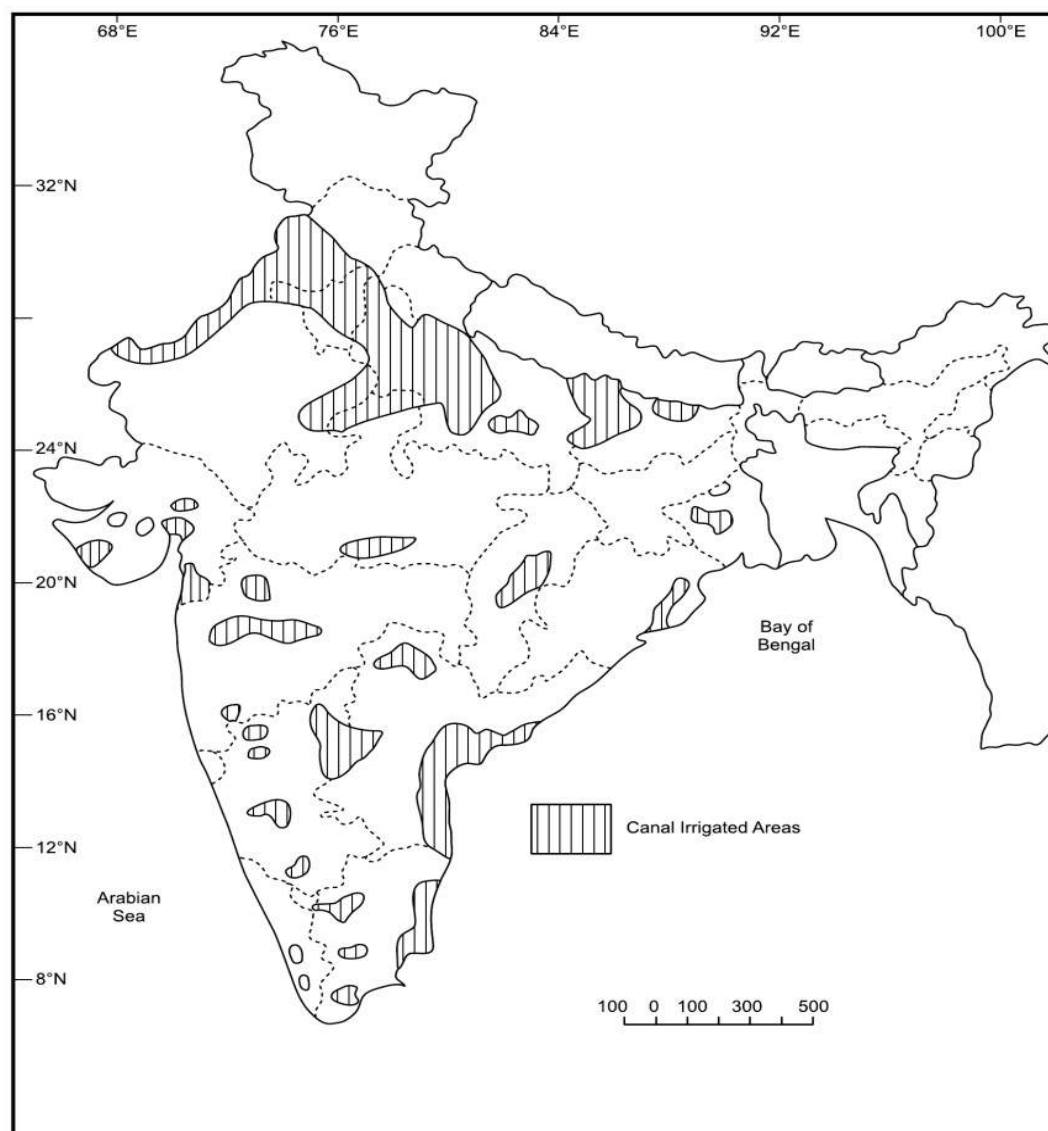 68°E 76°E 84°E 92°E 100°E
32°N
24°N
20°N
Bay of
Bengal
16°N
Canal Irrigated Areas
12°N
Arabian
Sea
8°N
100 0 100 300 500